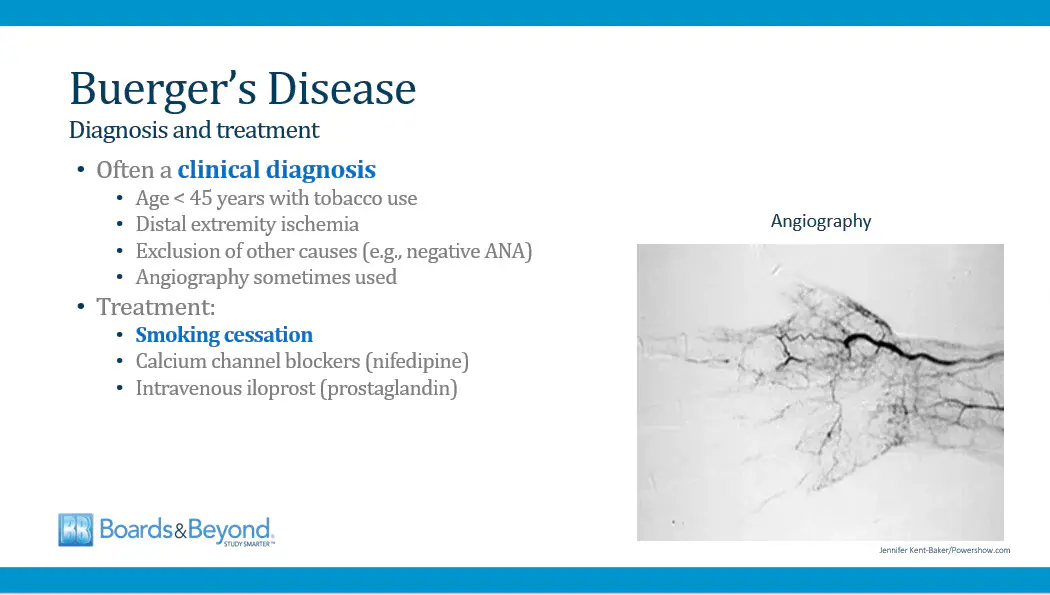 Buerger’s Disease
Diagnosis and treatment
• Often a clinical diagnosis
• Age < 45 years with tobacco use
• Distal extremity ischemia
• Exclusion of other causes (e.g., negative ANA)
• Angiography sometimes used
• Treatment:
• Smoking cessation
• Calcium channel blockers (nifedipine)
• Intravenous iloprost (prostaglandin)
Angiography
Jennifer Kent-Baker/Powershow.com
BB Boards&Beyond.
STUDY SMARTER™